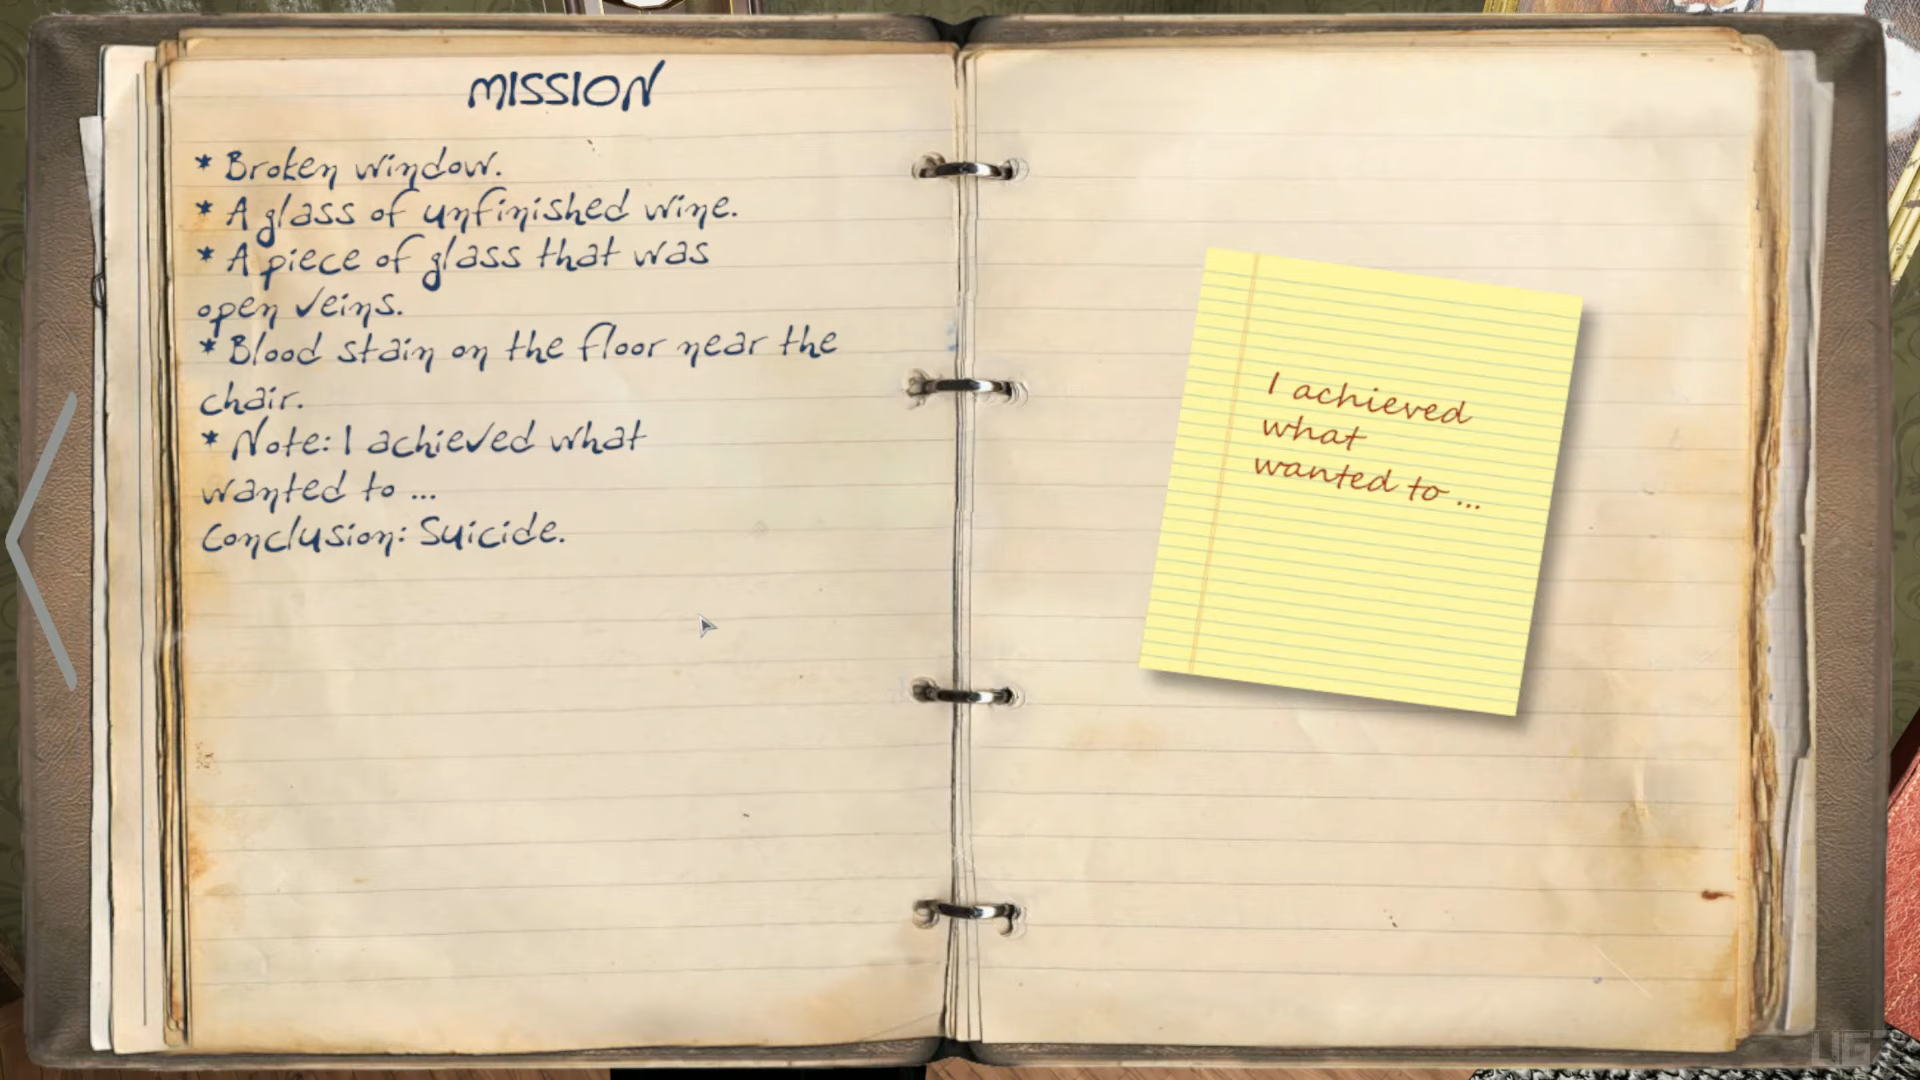 MISSION
* Broken window.
* A glass of unfinished wine.
* A piece of glass that was
open veins.
* Blood stain on the floor near the
chair.
* Note: I achieved what
wanted to ...
Conclusion: Suicide.
I achieved
what
wanted to ...
UG